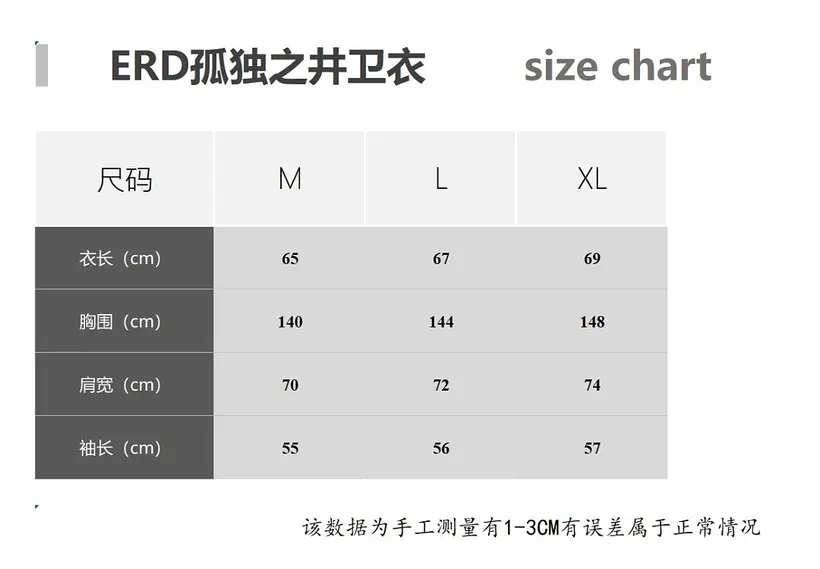 ERD孤独之井卫衣 size chart
尺码 M L XL
衣长（cm） 65 67 69
胸围（cm） 140 144 148
肩宽（cm） 70 72 74
袖长（cm） 55 56 57
该数据为手工测量有1-3CM有误差属于正常情况